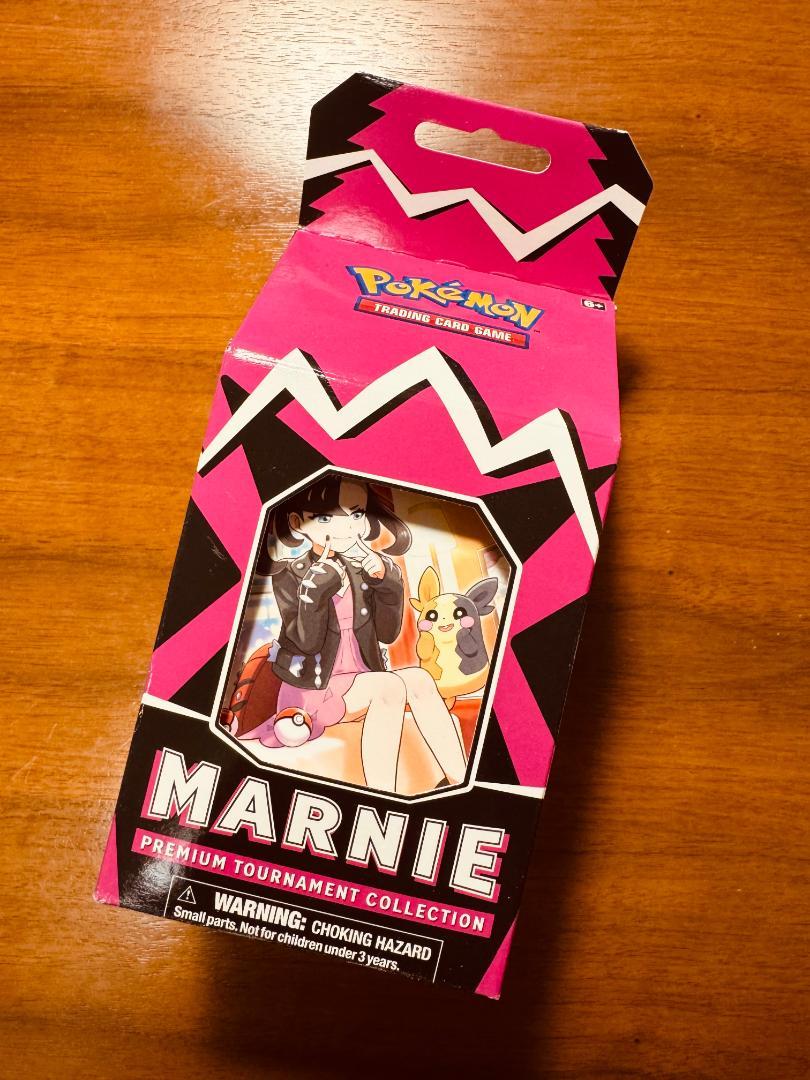 6+
Pokémon™
TRADING CARD GAME
MARNIE
PREMIUM TOURNAMENT COLLECTION
WARNING: CHOKING HAZARD
Small parts. Not for children under 3 years.